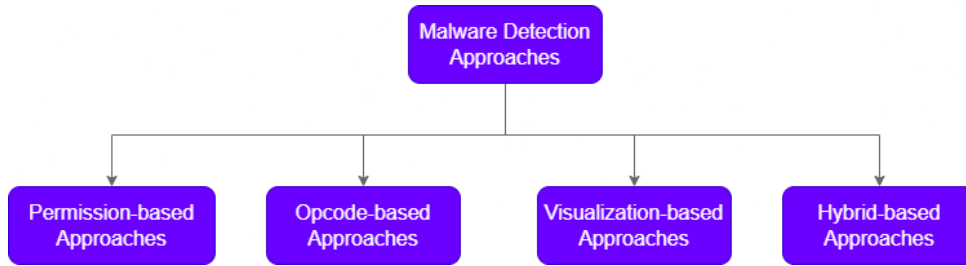 Malware Detection
Approaches
Permission-based
Approaches
Opcode-based
Approaches
Visualization-based
Approaches
Hybrid-based
Approaches